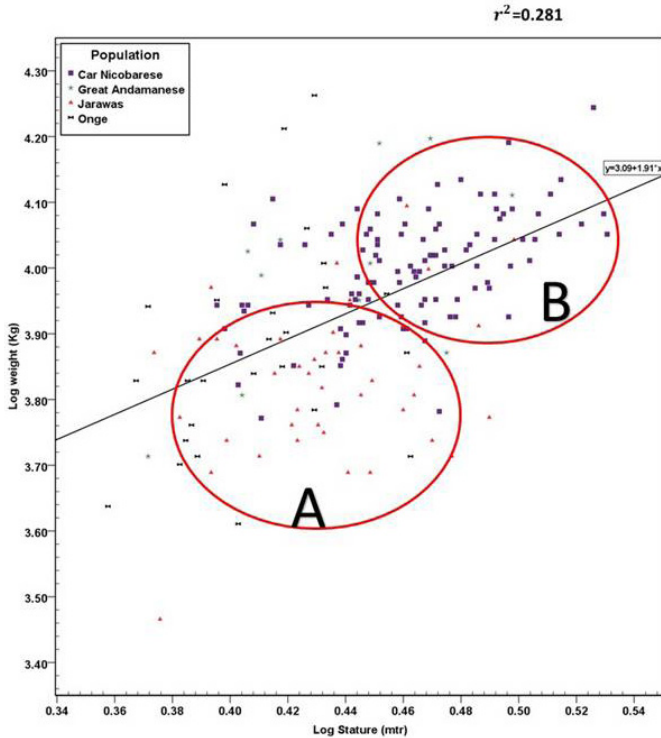 r²=0.281
Population
Car Nicobarese
Great Andamanese
Jarawas
Onge
4.30
4.20
y=3.09+1.91*x
4.10
4.00
3.90
3.80
3.70
3.60
3.50
3.40
Log weight (Kg)
A
B
0.34
0.36
0.38
0.40
0.42
0.44
0.46
0.48
0.50
0.52
0.54
Log Stature (mtr)